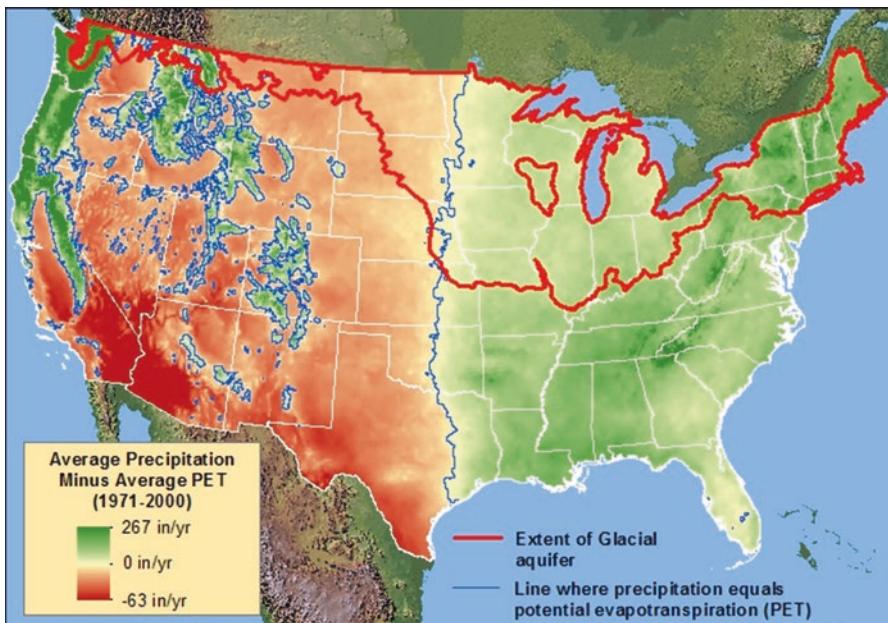 Average Precipitation
Minus Average PET
(1971-2000)
267 in/yr
0 in/yr
-63 in/yr
Extent of Glacial
aquifer
Line where precipitation equals
potential evapotranspiration (PET)